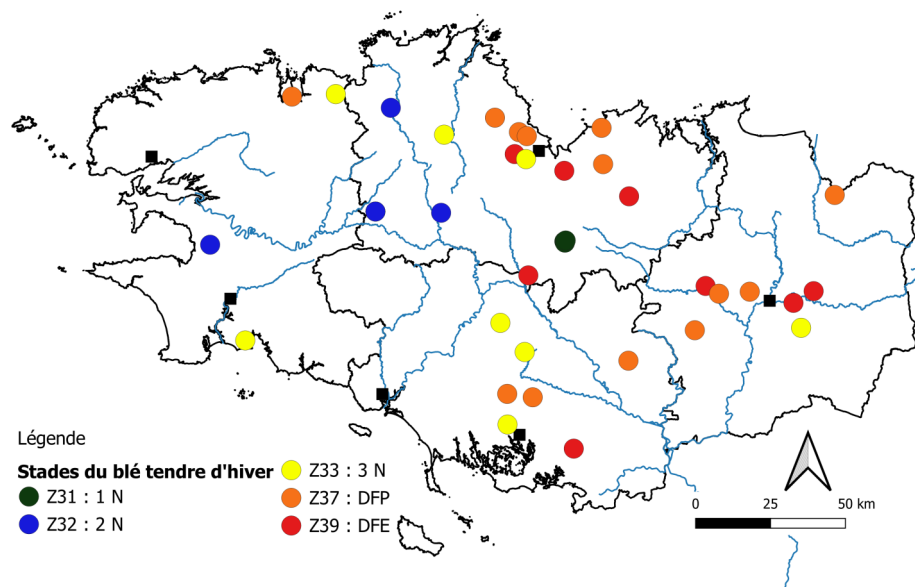 Légende
Stades du blé tendre d'hiver
Z31 : 1 N
Z32 : 2 N
Z33 : 3 N
Z37 : DFP
Z39 : DFE
0 25 50 km